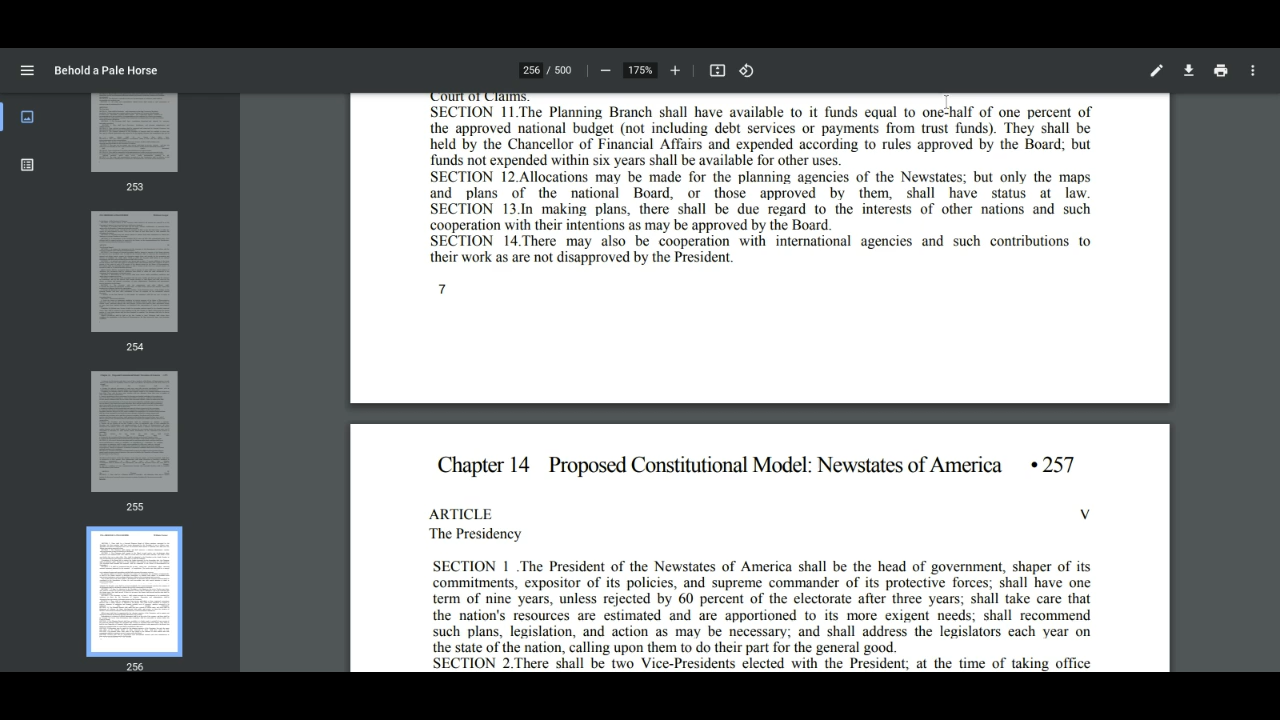 Behold a Pale Horse
256 / 500
175%
253
254
255
256
Court of Claims.
SECTION 11.The Planning Branch shall have available to it funds equal to one-half of one percent of
the approved national budget (not including debt services or payments from trust funds). They shall be
held by the Chancellor of Financial Affairs and expended according to rules approved by the Board; but
funds not expended within six years shall be available for other uses.
SECTION 12.Allocations may be made for the planning agencies of the Newstates; but only the maps
and plans of the national Board, or those approved by them, shall have status at law.
SECTION 13.In making plans, there shall be due regard to the interests of other nations and such
cooperation with their intentions as may be approved by the Board.
SECTION 14.There may also be cooperation with international agencies and such contributions to
their work as are not disapproved by the President.
7
Chapter 14 Proposed Constitutional Model Newstates of America • 257
ARTICLE V
The Presidency
SECTION 1.The President of the Newstates of America shall be the head of government, shaper of its
commitments, expositor of its policies, and supreme commander of its protective forces; shall have one
term of nine years, unless rejected by 60 percent of the electorate after three years; shall take care that
the nation's resources are estimated and are apportioned to its more exigent needs; shall recommend
such plans, legislation, and action as may be necessary; and shall address the legislators each year on
the state of the nation, calling upon them to do their part for the general good.
SECTION 2.There shall be two Vice-Presidents elected with the President; at the time of taking office